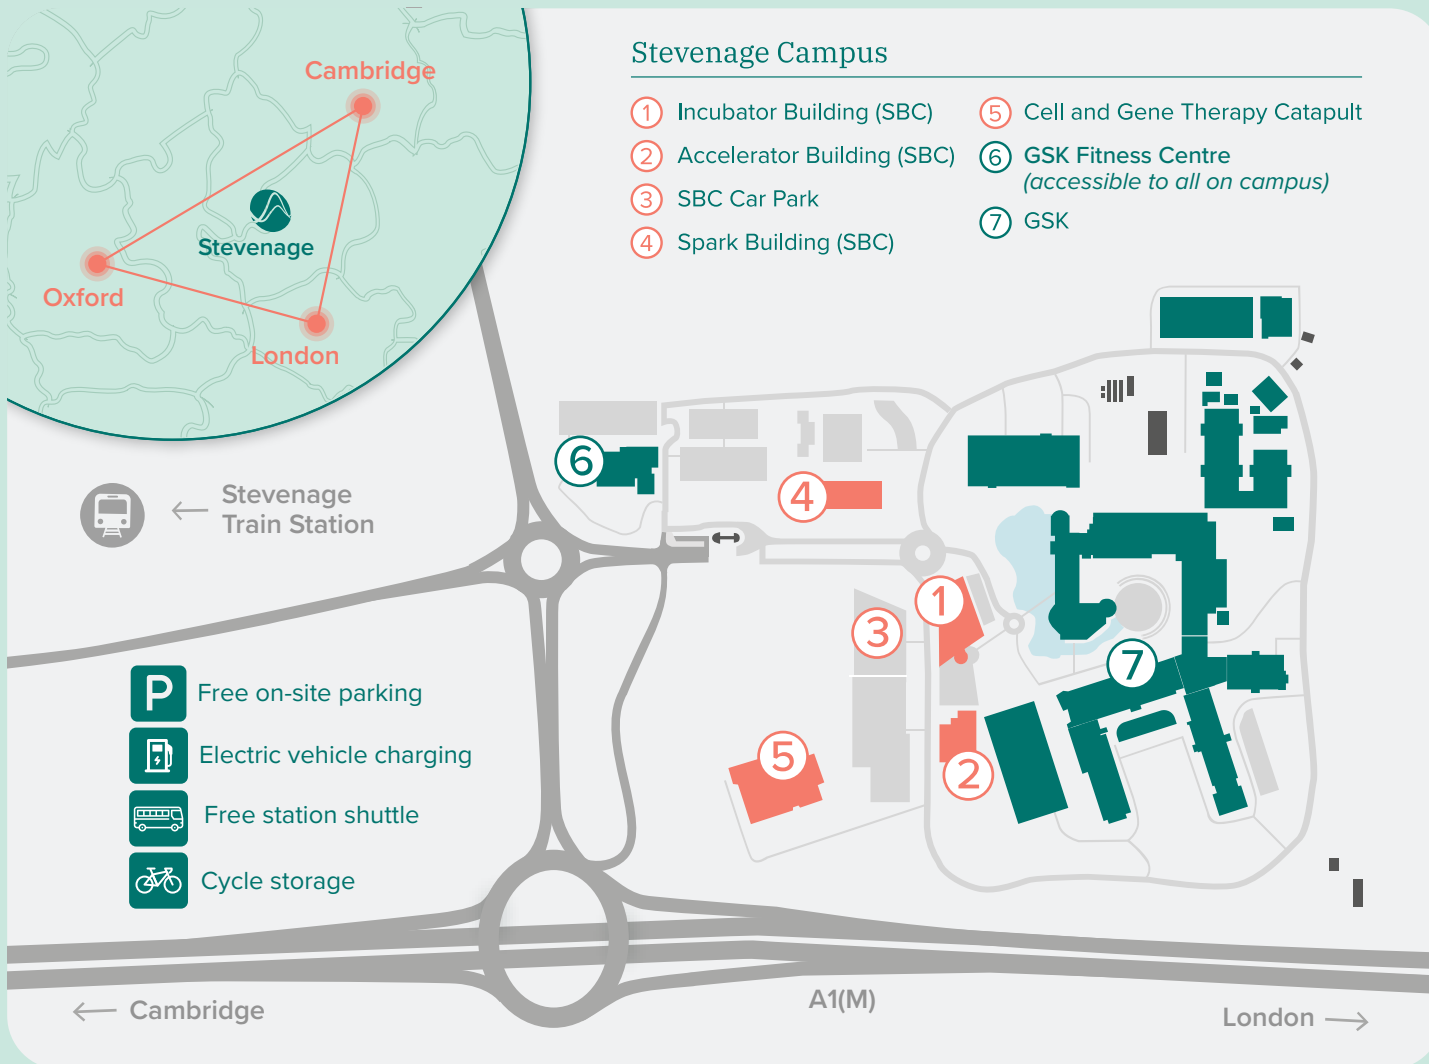 Cambridge
Stevenage
Oxford
London
Stevenage Campus
1 Incubator Building (SBC)
2 Accelerator Building (SBC)
3 SBC Car Park
4 Spark Building (SBC)
5 Cell and Gene Therapy Catapult
6 GSK Fitness Centre
(accessible to all on campus)
7 GSK
6
4
1
3
7
5
2
Stevenage
Train Station
P Free on-site parking
Electric vehicle charging
Free station shuttle
Cycle storage
Cambridge
A1(M)
London